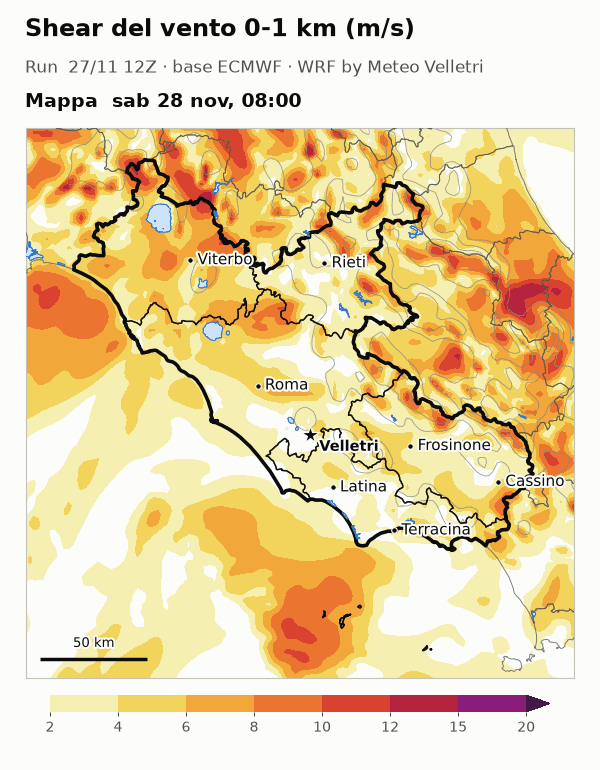 Shear del vento 0-1 km (m/s)
Run 27/11 12Z · base ECMWF · WRF by Meteo Velletri
Mappa sab 28 nov, 08:00
Viterbo
Rieti
Roma
Velletri
Frosinone
Cassino
Latina
Terracina
50 km
2 4 6 8 10 12 15 20